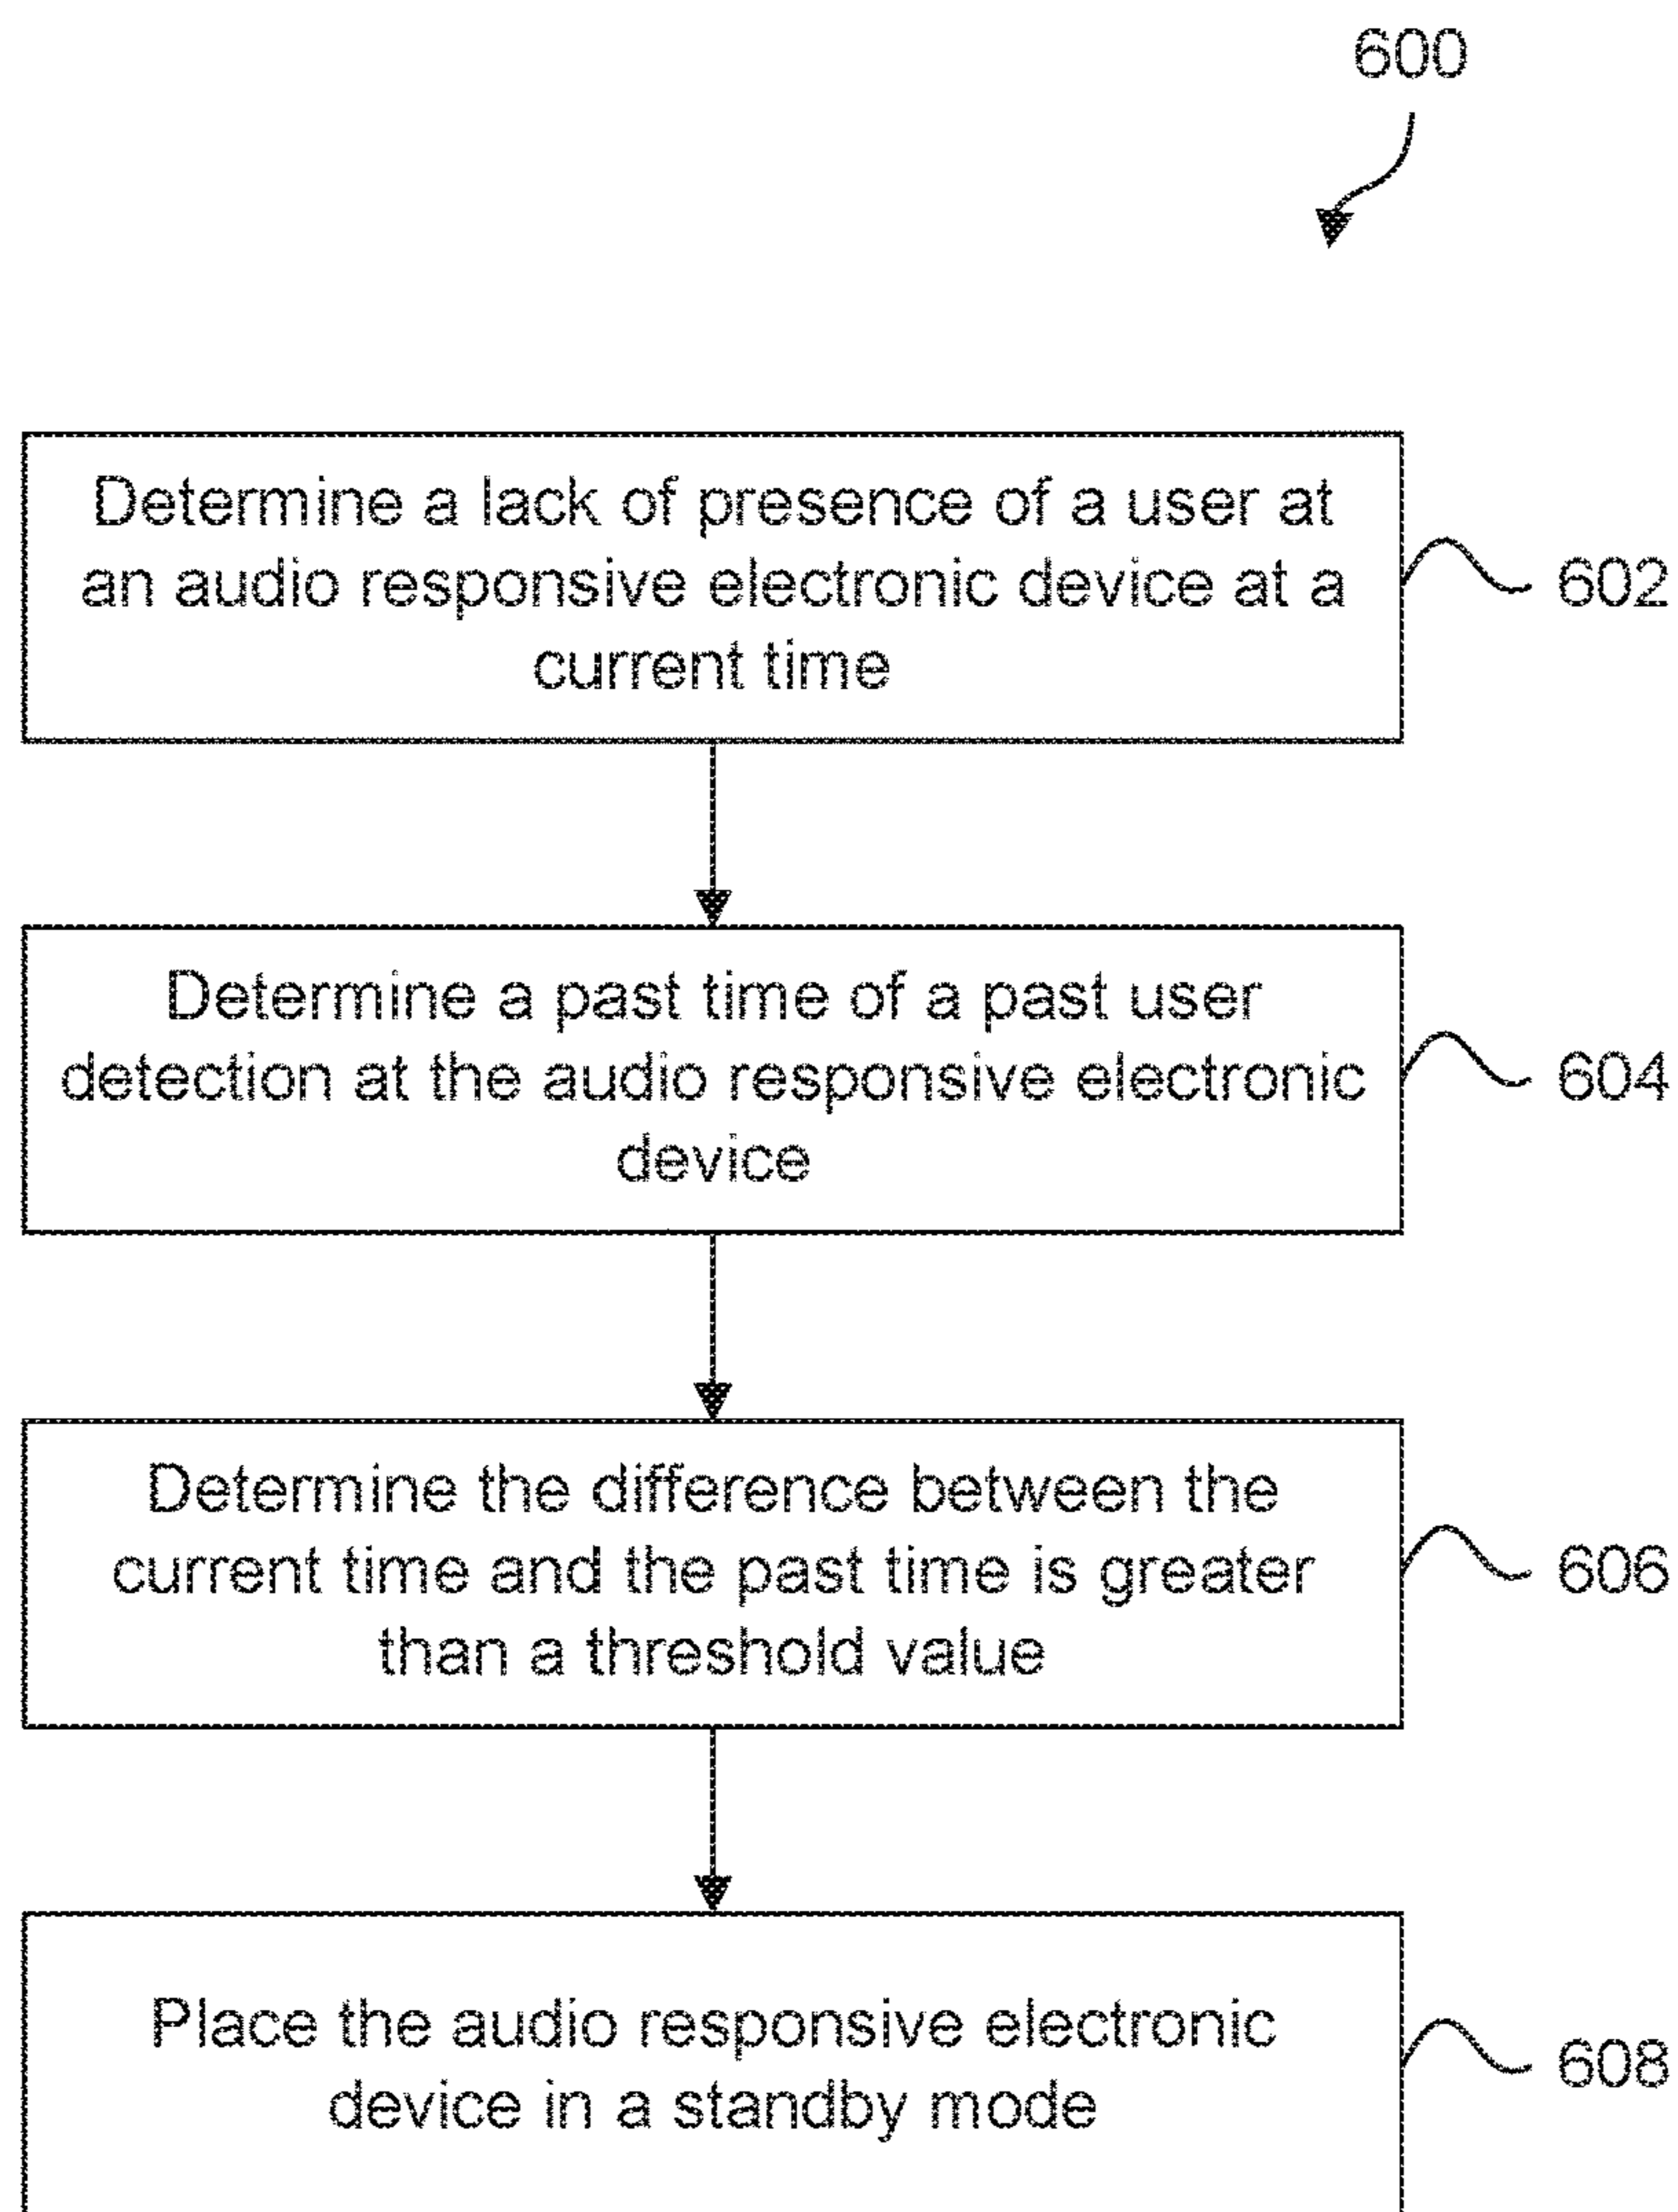 600
Determine a lack of presence of a user at
an audio responsive electronic device at a
current time
602
Determine a past time of a past user
detection at the audio responsive electronic
device
604
Determine the difference between the
current time and the past time is greater
than a threshold value
606
Place the audio responsive electronic
device in a standby mode
608